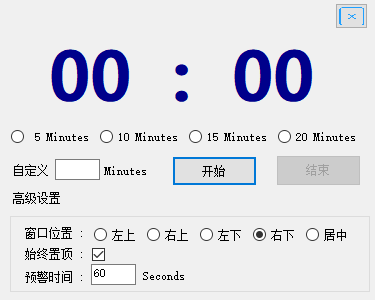 00 : 00
5 Minutes 10 Minutes 15 Minutes 20 Minutes
自定义 Minutes 开始 结束
高级设置
窗口位置 : 左上 右上 左下 右下 居中
始终置顶 :
预警时间 : 60 Seconds